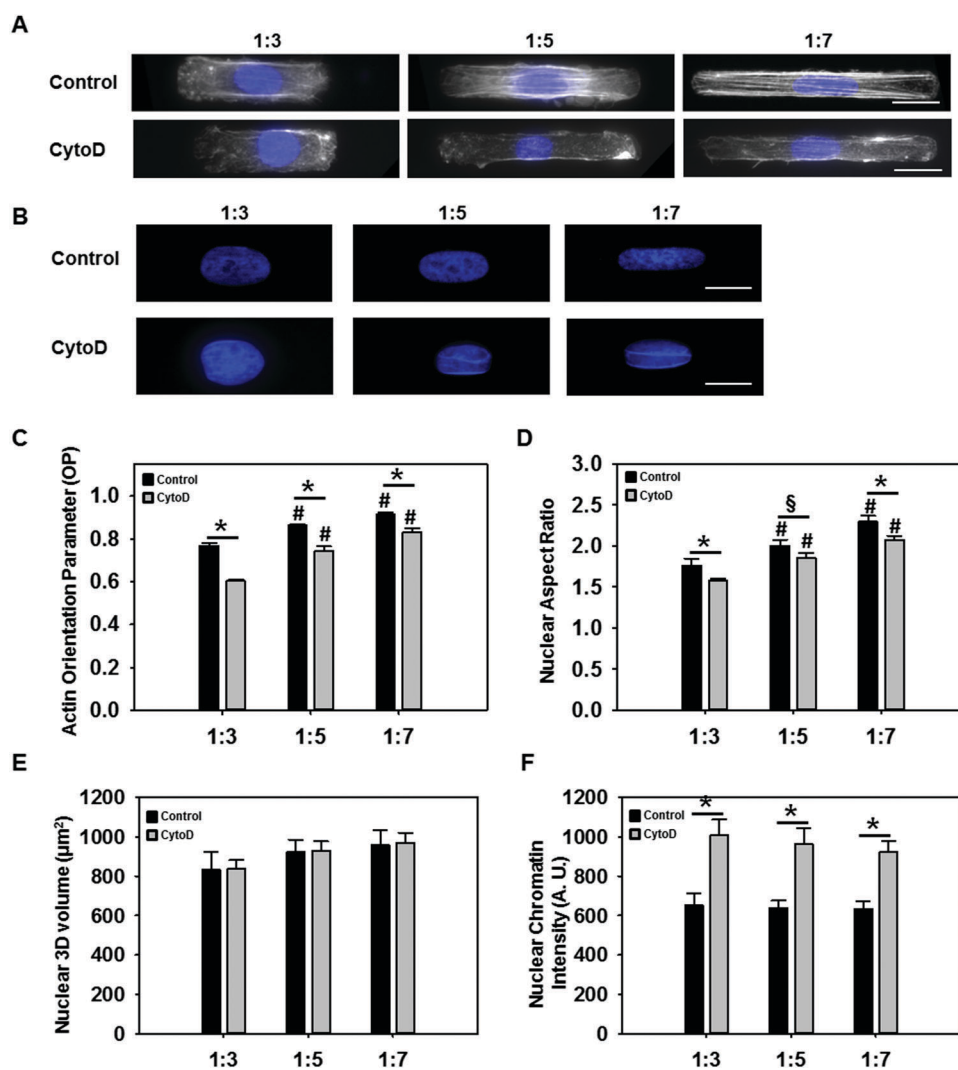 A
1:3 1:5 1:7
Control
CytoD
B
1:3 1:5 1:7
Control
CytoD
C
Actin Orientation Parameter (OP)
Control
CytoD
1.0
0.8
0.6
0.4
0.2
0.0
*
# * #
# * #
1:3 1:5 1:7
D
Nuclear Aspect Ratio
Control
CytoD
3.0
2.5
2.0
1.5
1.0
0.5
0.0
*
# § #
# * #
1:3 1:5 1:7
E
Nuclear 3D volume (μm²)
Control
CytoD
1200
1000
800
600
400
200
0
1:3 1:5 1:7
F
Nuclear Chromatin
Intensity (A. U.)
Control
CytoD
1200
1000
800
600
400
200
0
* * *
1:3 1:5 1:7